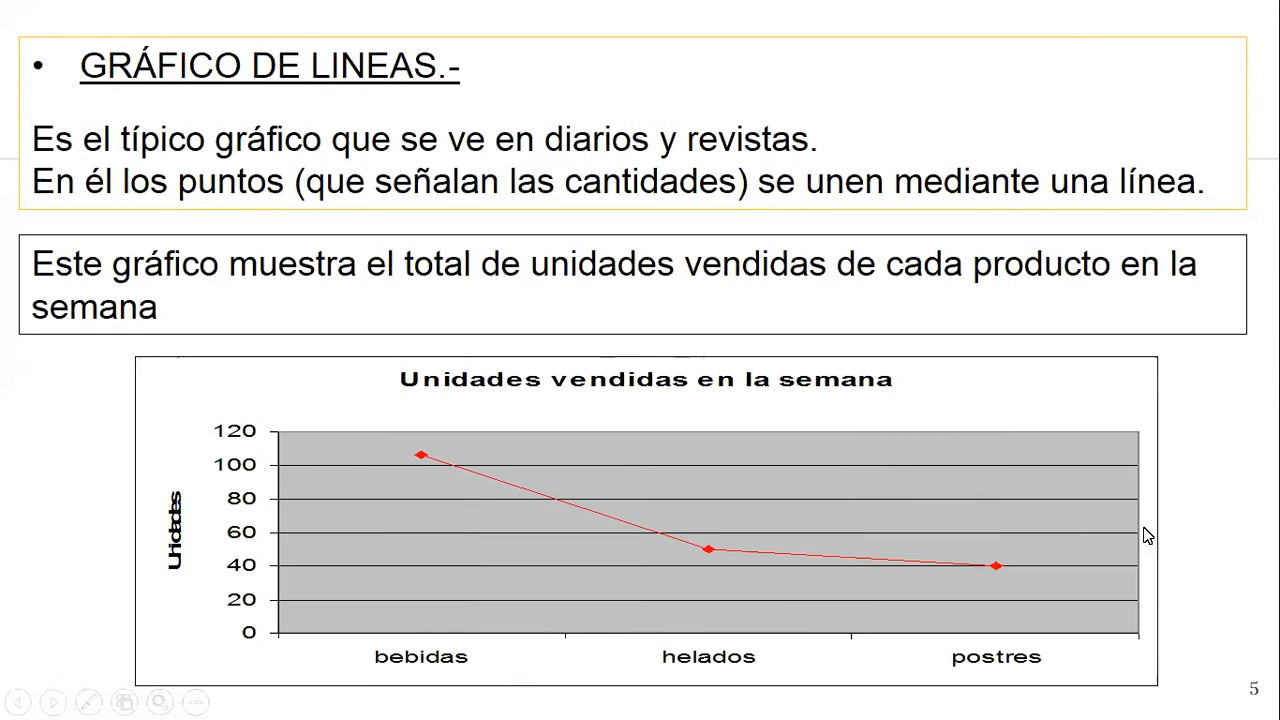 • GRÁFICO DE LINEAS.-
Es el típico gráfico que se ve en diarios y revistas.
En él los puntos (que señalan las cantidades) se unen mediante una línea.
Este gráfico muestra el total de unidades vendidas de cada producto en la
semana
Unidades vendidas en la semana
120
100
80
60
40
20
0
Unidades
bebidas helados postres
5